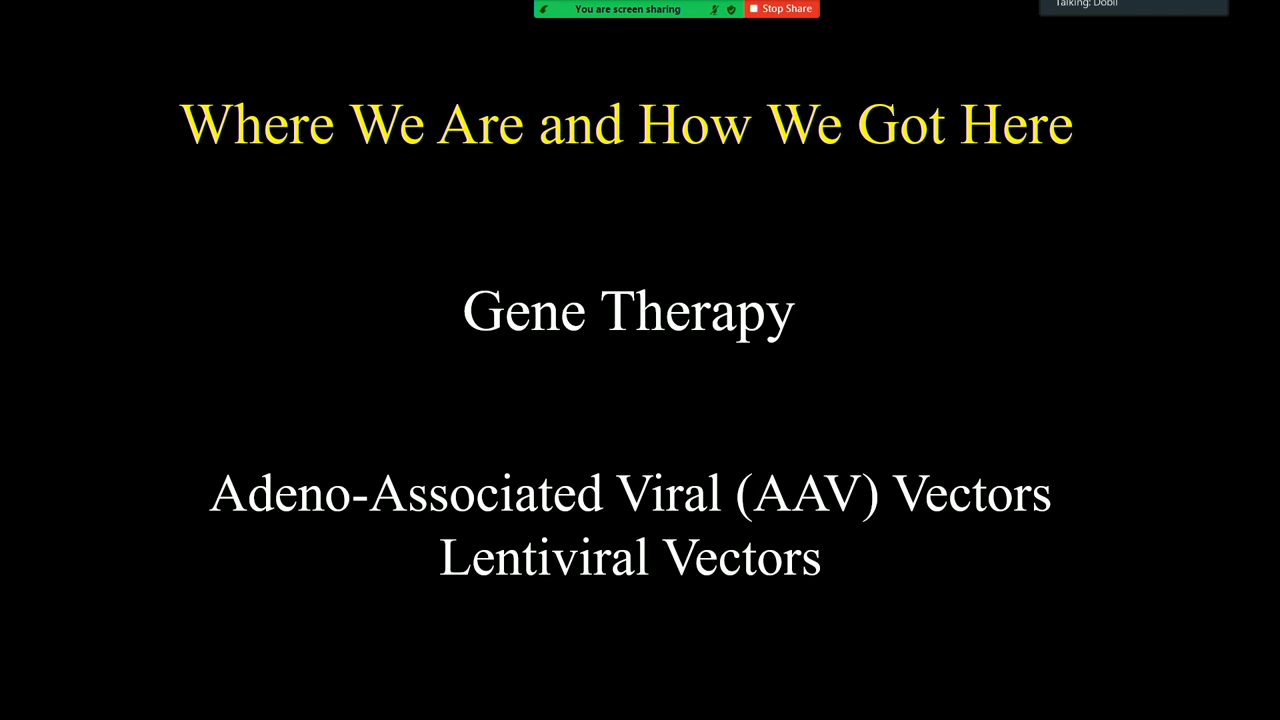 You are screen sharing
Stop Share
Talking:
Where We Are and How We Got Here
Gene Therapy
Adeno-Associated Viral (AAV) Vectors
Lentiviral Vectors